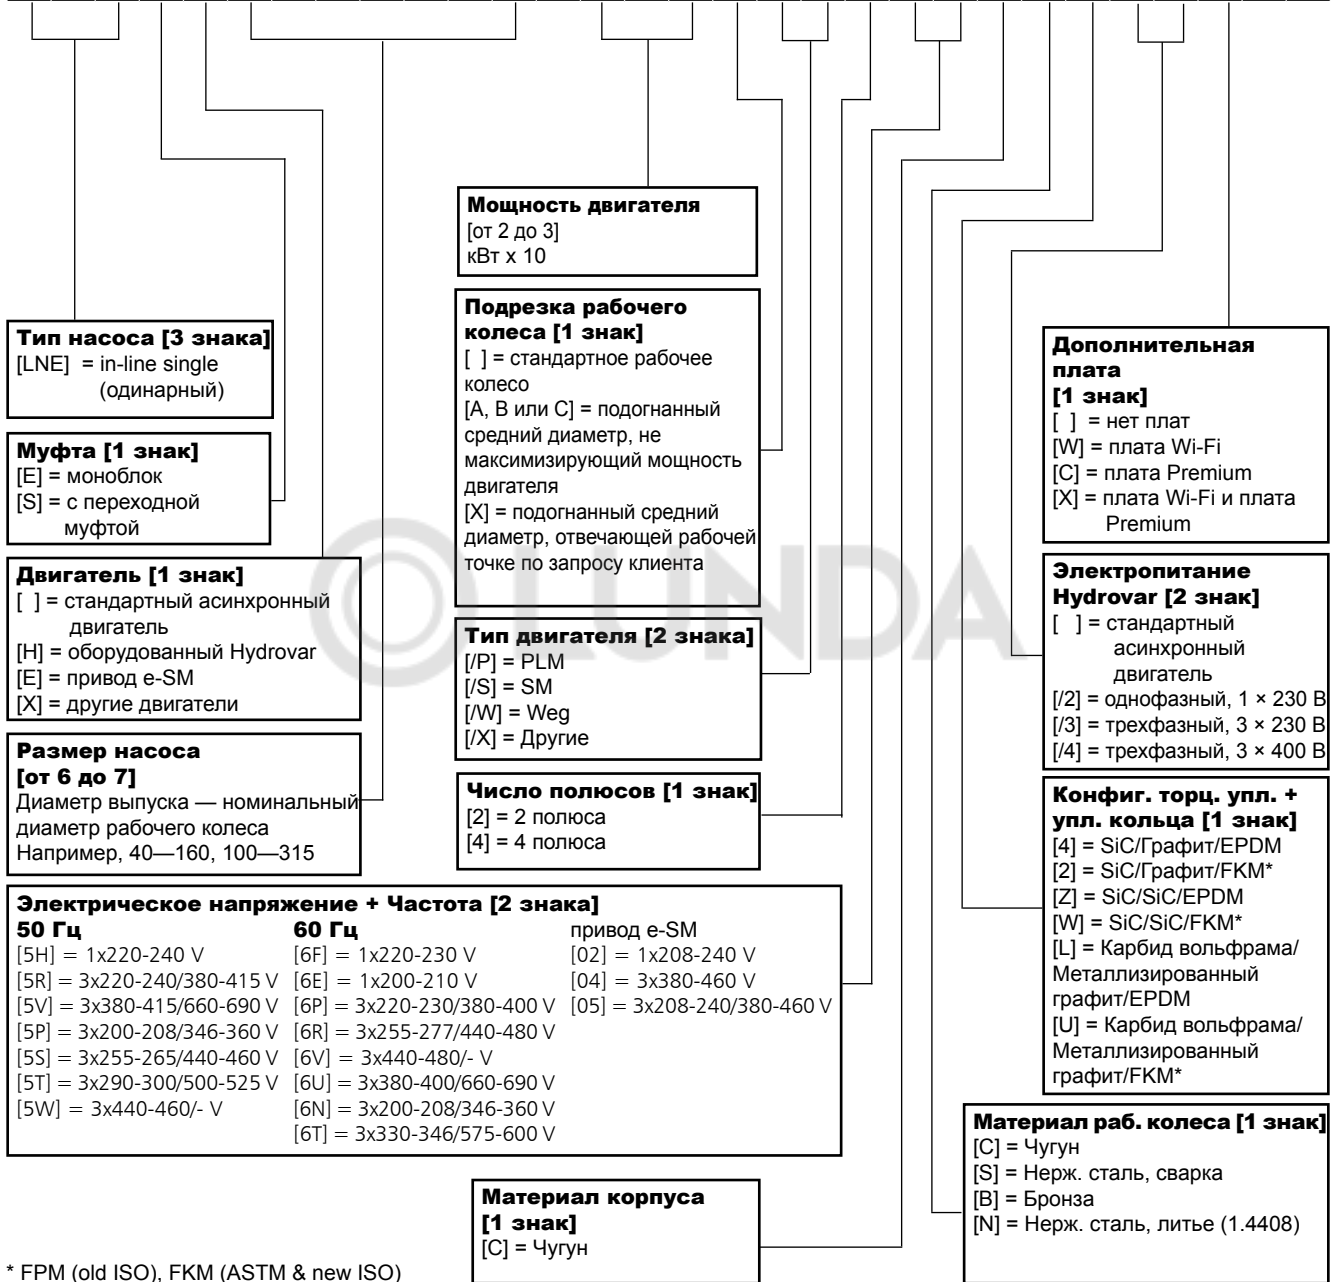 Мощность двигателя
[от 2 до 3]
кВт x 10
Подрезка рабочего
колеса [1 знак]
[ ] = стандартное рабочее
колесо
[A, B или C] = подогнанный
средний диаметр, не
максимизирующий мощность
двигателя
[X] = подогнанный средний
диаметр, отвечающей рабочей
точке по запросу клиента
Тип насоса [3 знака]
[LNE] = in-line single
(одинарный)
Муфта [1 знак]
[E] = моноблок
[S] = с переходной
муфтой
Двигатель [1 знак]
[ ] = стандартный асинхронный
двигатель
[H] = оборудованный Hydrovar
[E] = привод e-SM
[X] = другие двигатели
Размер насоса
[от 6 до 7]
Диаметр выпуска — номинальный
диаметр рабочего колеса
Например, 40—160, 100—315
Тип двигателя [2 знака]
[/P] = PLM
[/S] = SM
[/W] = Weg
[/X] = Другие
Число полюсов [1 знак]
[2] = 2 полюса
[4] = 4 полюса
Дополнительная
плата
[1 знак]
[ ] = нет плат
[W] = плата Wi-Fi
[C] = плата Premium
[X] = плата Wi-Fi и плата
Premium
Электропитание
Hydrovar [2 знак]
[ ] = стандартный
асинхронный
двигатель
[/2] = однофазный, 1 × 230 В
[/3] = трехфазный, 3 × 230 В
[/4] = трехфазный, 3 × 400 В
Конфиг. торц. упл. +
упл. кольца [1 знак]
[4] = SiC/Графит/EPDM
[2] = SiC/Графит/FKM*
[Z] = SiC/SiC/EPDM
[W] = SiC/SiC/FKM*
[L] = Карбид вольфрама/
Металлизированный
графит/EPDM
[U] = Карбид вольфрама/
Металлизированный
графит/FKM*
Электрическое напряжение + Частота [2 знака]
50 Гц 60 Гц привод e-SM
[5H] = 1x220-240 V [6F] = 1x220-230 V [02] = 1x208-240 V
[5R] = 3x220-240/380-415 V [6E] = 1x200-210 V [04] = 3x380-460 V
[5V] = 3x380-415/660-690 V [6P] = 3x220-230/380-400 V [05] = 3x208-240/380-460 V
[5P] = 3x200-208/346-360 V [6R] = 3x255-277/440-480 V
[5S] = 3x255-265/440-460 V [6V] = 3x440-480/- V
[5T] = 3x290-300/500-525 V [6U] = 3x380-400/660-690 V
[5W] = 3x440-460/- V [6N] = 3x200-208/346-360 V
[6T] = 3x330-346/575-600 V
Материал раб. колеса [1 знак]
[C] = Чугун
[S] = Нерж. сталь, сварка
[B] = Бронза
[N] = Нерж. сталь, литье (1.4408)
Материал корпуса
[1 знак]
[C] = Чугун
* FPM (old ISO), FKM (ASTM & new ISO)
LUNDA